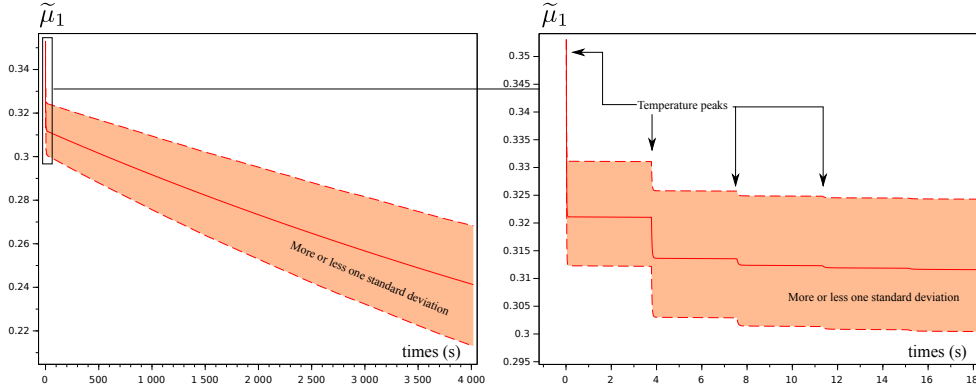 μ̃₁
0.34
0.32
0.3
0.28
0.26
0.24
0.22
More or less one standard deviation
times (s)
0 500 1 000 1 500 2 000 2 500 3 000 3 500 4 000
μ̃₁
0.35
0.345
0.34
0.335
0.33
0.325
0.32
0.315
0.31
0.305
0.3
0.295
Temperature peaks
More or less one standard deviation
times (s)
0 2 4 6 8 10 12 14 16 18